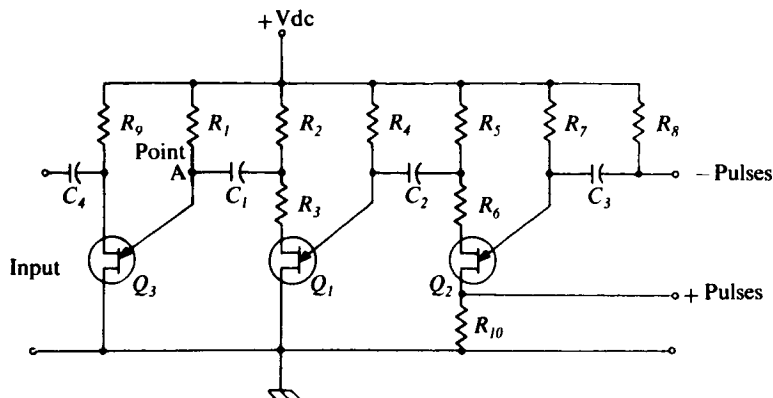 + Vdc
R9 R1 R2 R4 R5 R7 R8
Point
A
C4 C1 C2 C3
− Pulses
R3 R6
Input
Q3 Q1 Q2
+ Pulses
R10